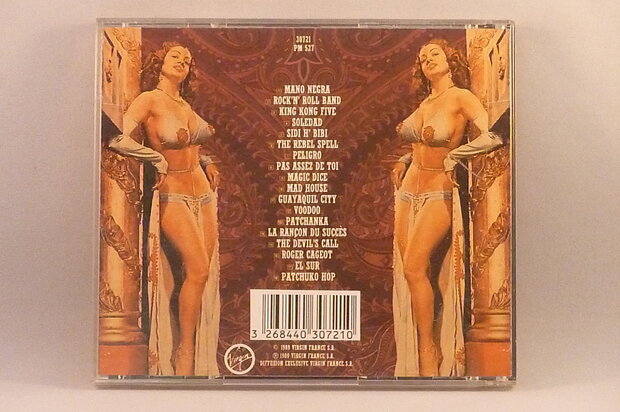 30721
PM 527
MANO NEGRA
ROCK'N' ROLL BAND
KING KONG FIVE
SOLEDAD
SIDI H' BIBI
THE REBEL SPELL
PELIGRO
PAS ASSEZ DE TOI
MAGIC DICE
MAD HOUSE
GUAYAQUIL CITY
VOODOO
PATCHANKA
LA RANÇON DU SUCCÈS
THE DEVIL'S CALL
ROGER CAGEOT
EL SUR
PATCHUKO HOP
3 268440 307210
Virgin
© 1989 VIRGIN FRANCE S.A.
℗ 1989 VIRGIN FRANCE S.A.
DIFFUSION EXCLUSIVE VIRGIN FRANCE S.A.